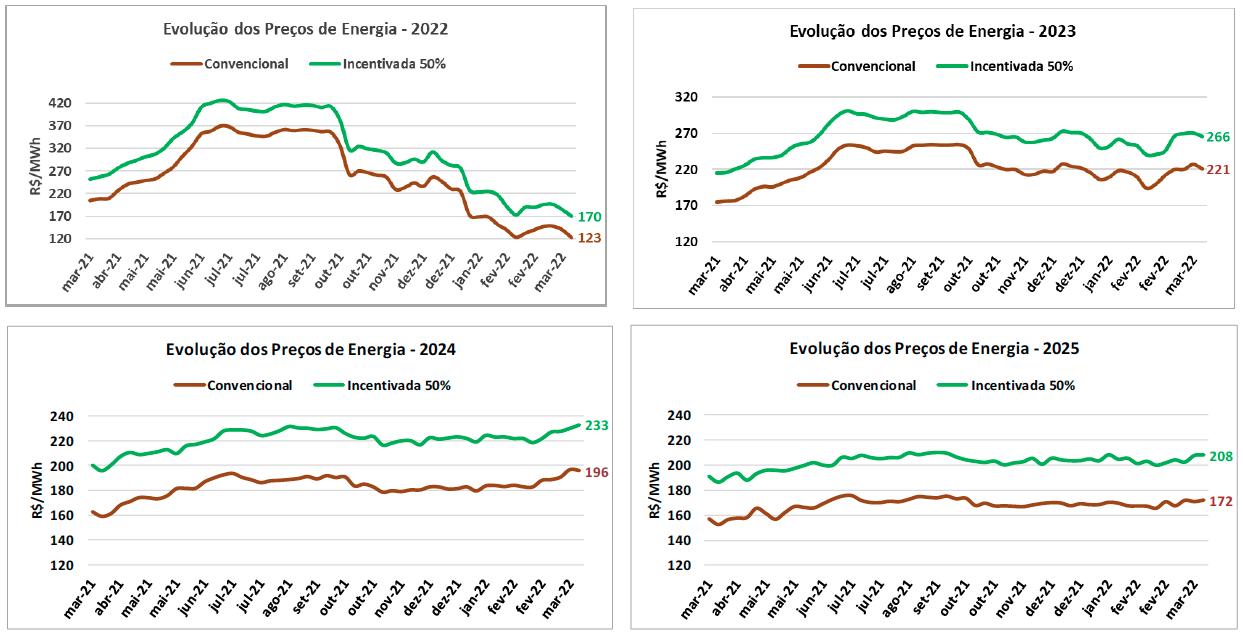 Evolução dos Preços de Energia - 2022
Convencional Incentivada 50%
R$/MWh
420
370
320
270
220
170
120
170
123
mar-21 abr-21 mai-21 mai-21 jun-21 jul-21 jul-21 ago-21 set-21 out-21 out-21 nov-21 dez-21 dez-21 jan-22 fev-22 fev-22 mar-22
Evolução dos Preços de Energia - 2023
Convencional Incentivada 50%
R$/MWh
320
270
220
170
120
266
221
mar-21 abr-21 mai-21 mai-21 jun-21 jul-21 jul-21 ago-21 set-21 out-21 out-21 nov-21 dez-21 dez-21 jan-22 fev-22 fev-22 mar-22
Evolução dos Preços de Energia - 2024
Convencional Incentivada 50%
R$/MWh
240
220
200
180
160
140
120
233
196
mar-21 abr-21 mai-21 mai-21 jun-21 jul-21 jul-21 ago-21 set-21 out-21 out-21 nov-21 dez-21 dez-21 jan-22 fev-22 fev-22 mar-22
Evolução dos Preços de Energia - 2025
Convencional Incentivada 50%
R$/MWh
240
220
200
180
160
140
120
208
172
mar-21 abr-21 mai-21 mai-21 jun-21 jul-21 jul-21 ago-21 set-21 out-21 out-21 nov-21 dez-21 dez-21 jan-22 fev-22 fev-22 mar-22